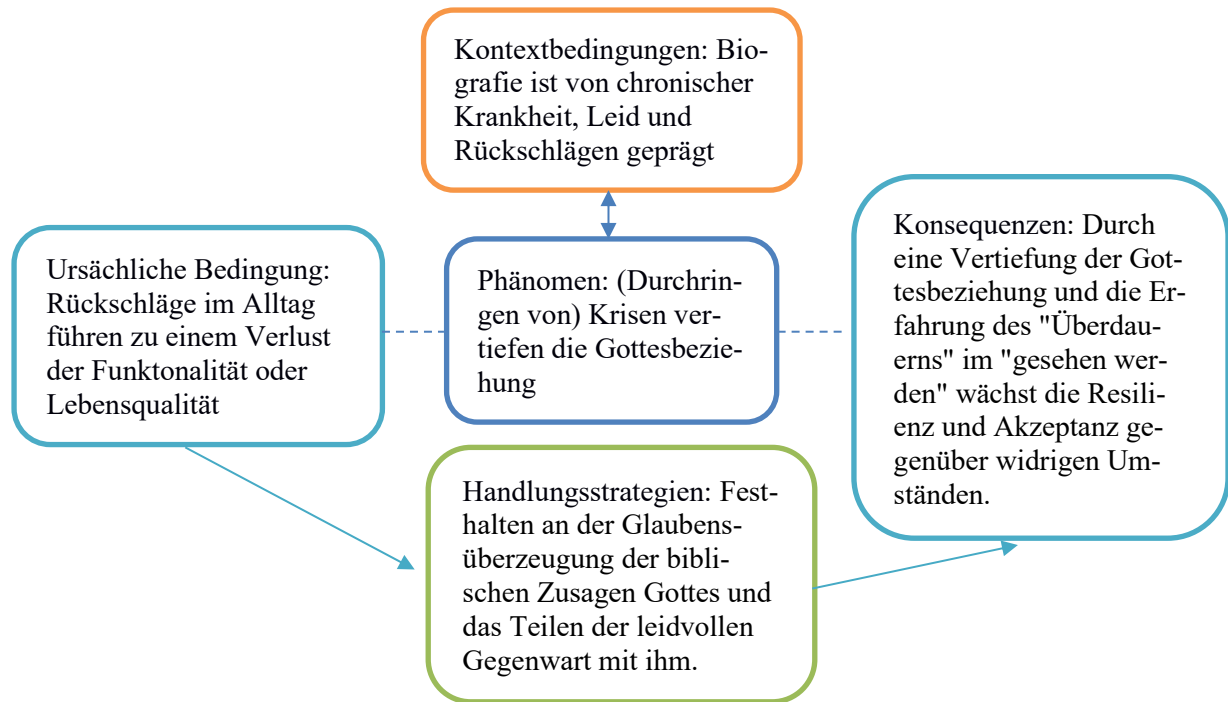 Kontextbedingungen: Bio-
grafie ist von chronischer
Krankheit, Leid und
Rückschlägen geprägt
Ursächliche Bedingung:
Rückschläge im Alltag
führen zu einem Verlust
der Funktonalität oder
Lebensqualität
Phänomen: (Durchrin-
gen von) Krisen ver-
tiefen die Gottesbezie-
hung
Konsequenzen: Durch
eine Vertiefung der Got-
tesbeziehung und die Er-
fahrung des "Überdau-
erns" im "gesehen wer-
den" wächst die Resili-
enz und Akzeptanz ge-
genüber widrigen Um-
ständen.
Handlungsstrategien: Fest-
halten an der Glaubens-
überzeugung der bibli-
schen Zusagen Gottes und
das Teilen der leidvollen
Gegenwart mit ihm.